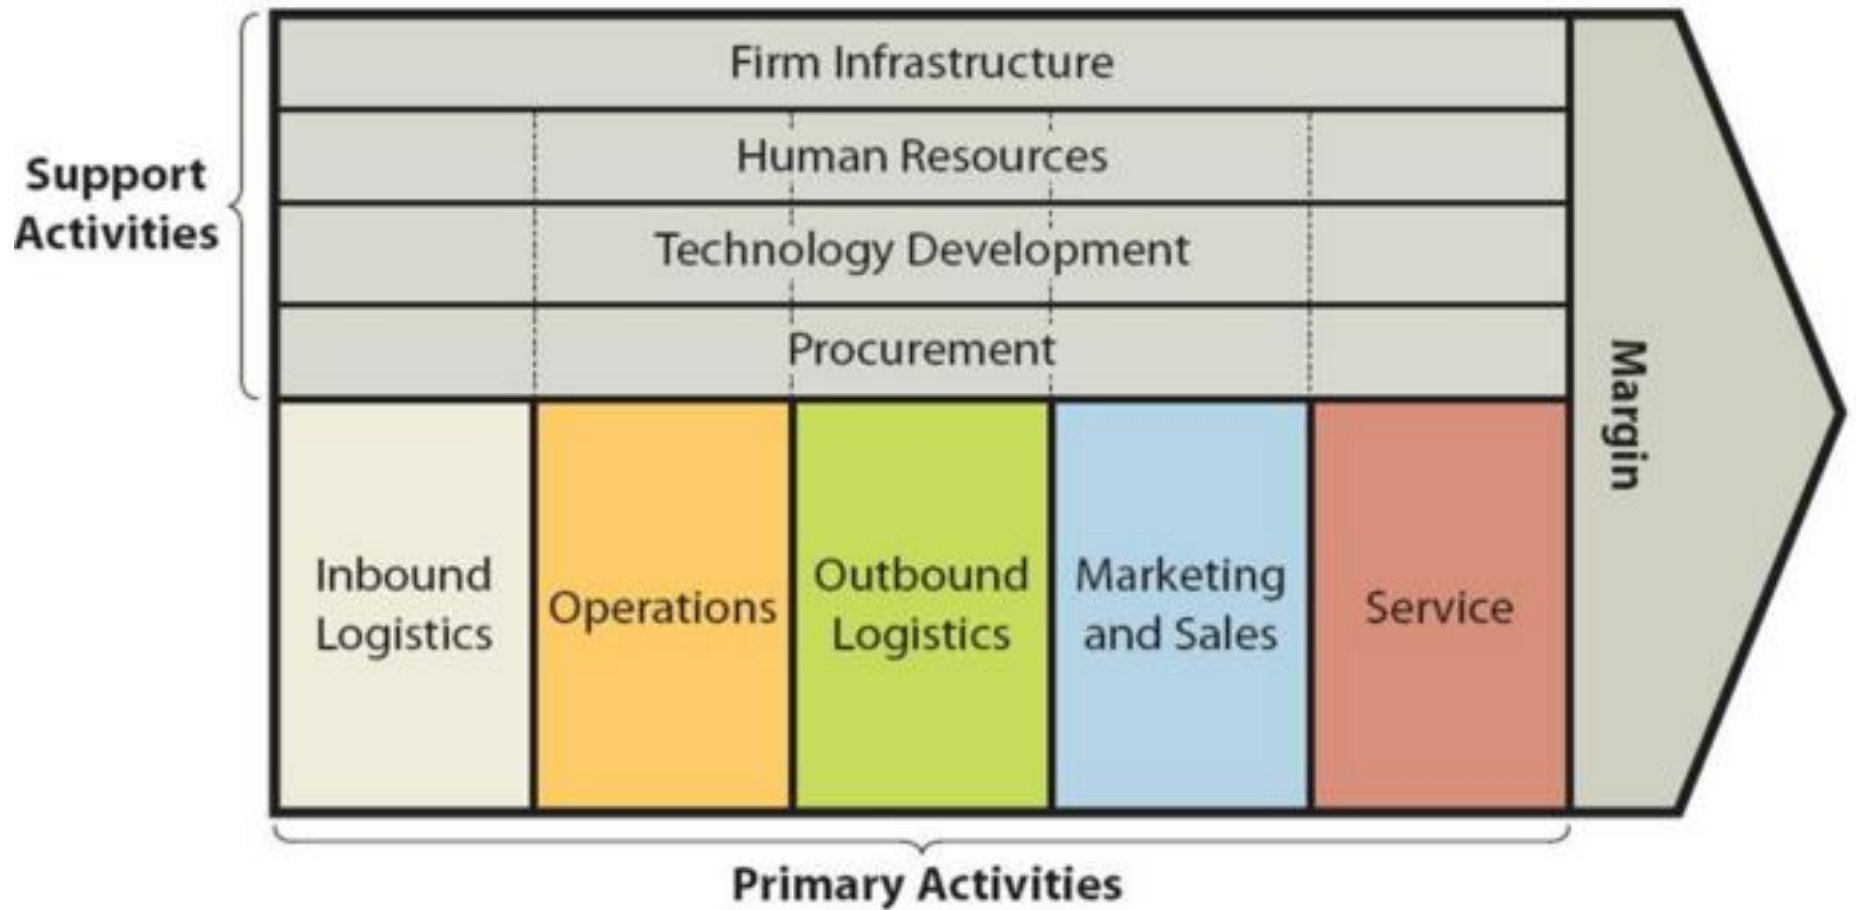 Firm Infrastructure
Human Resources
Technology Development
Procurement
Support
Activities
Inbound
Logistics
Operations
Outbound
Logistics
Marketing
and Sales
Service
Margin
Primary Activities